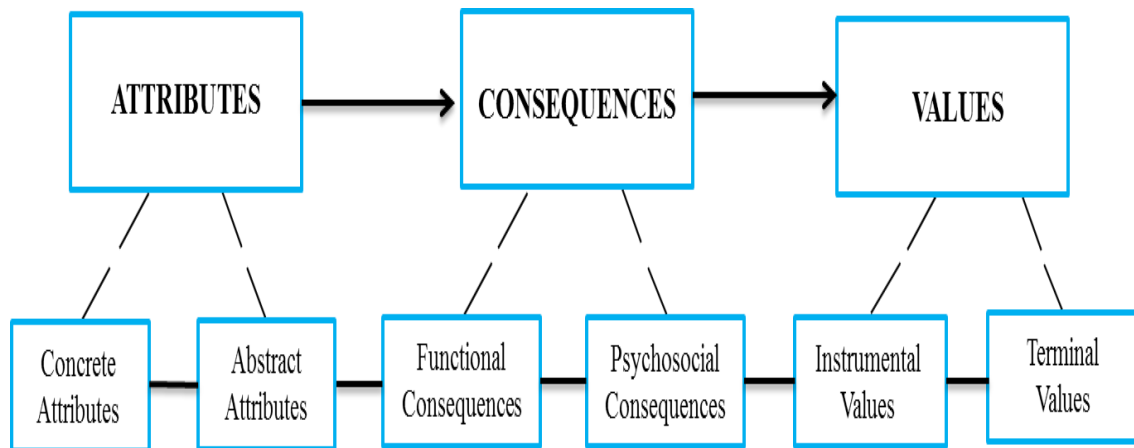 ATTRIBUTES
CONSEQUENCES
VALUES
Concrete
Attributes
Abstract
Attributes
Functional
Consequences
Psychosocial
Consequences
Instrumental
Values
Terminal
Values